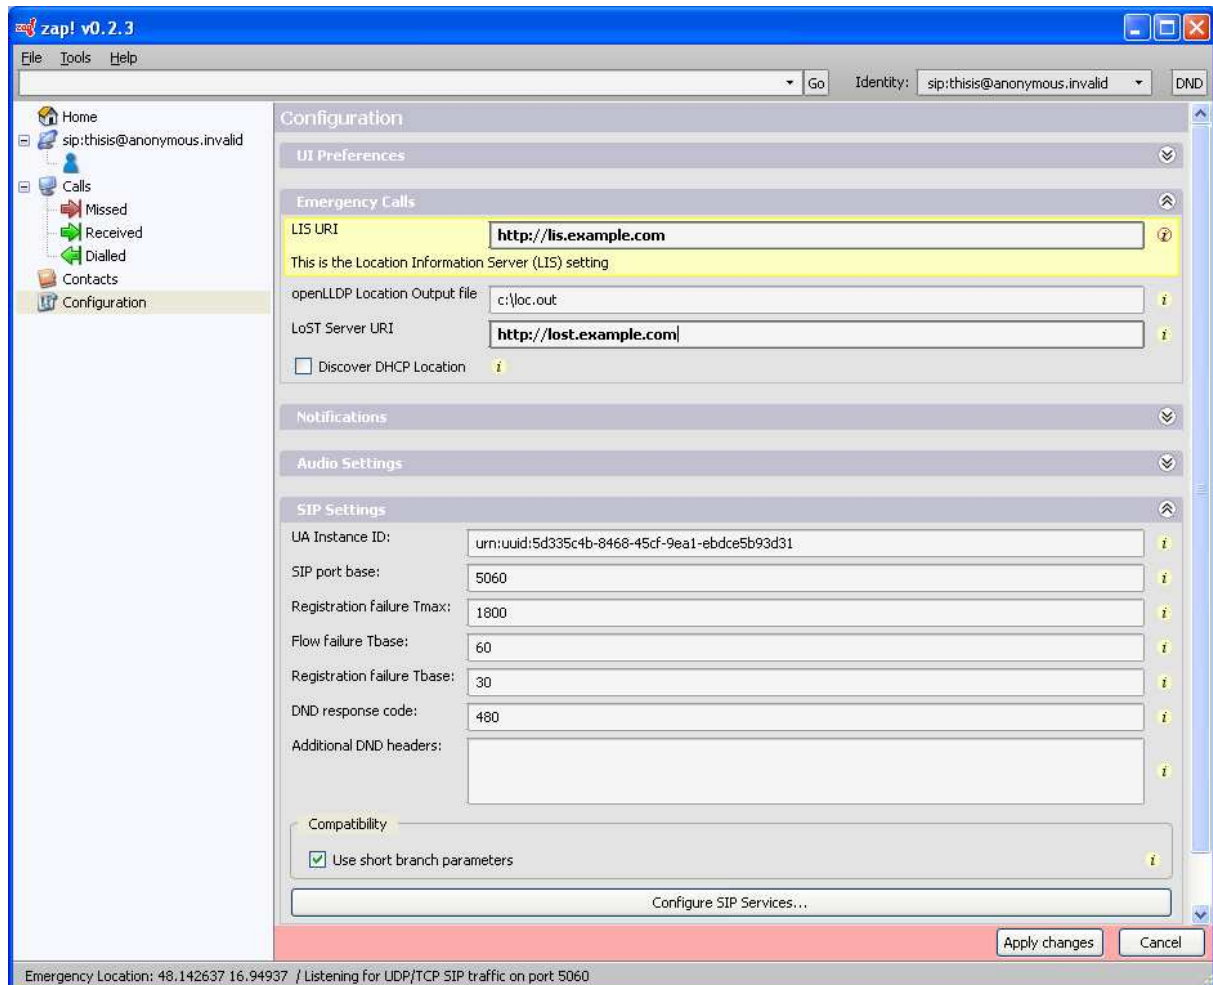 zap! v0.2.3
File Tools Help
Go Identity: sip:thisis@anonymous.invalid DND
Home
sip:thisis@anonymous.invalid
Calls
Missed
Received
Dialled
Contacts
Configuration
Configuration
UI Preferences
Emergency Calls
LIS URI http://lis.example.com
This is the Location Information Server (LIS) setting
openLLDP Location Output file c:\loc.out
LoST Server URI http://lost.example.com
Discover DHCP Location
Notifications
Audio Settings
SIP Settings
UA Instance ID: urn:uuid:5d335c4b-8468-45cf-9ea1-ebdce5b93d31
SIP port base: 5060
Registration failure Tmax: 1800
Flow failure Tbase: 60
Registration failure Tbase: 30
DND response code: 480
Additional DND headers:
Compatibility
Use short branch parameters
Configure SIP Services...
Apply changes Cancel
Emergency Location: 48.142637 16.94937 / Listening for UDP/TCP SIP traffic on port 5060